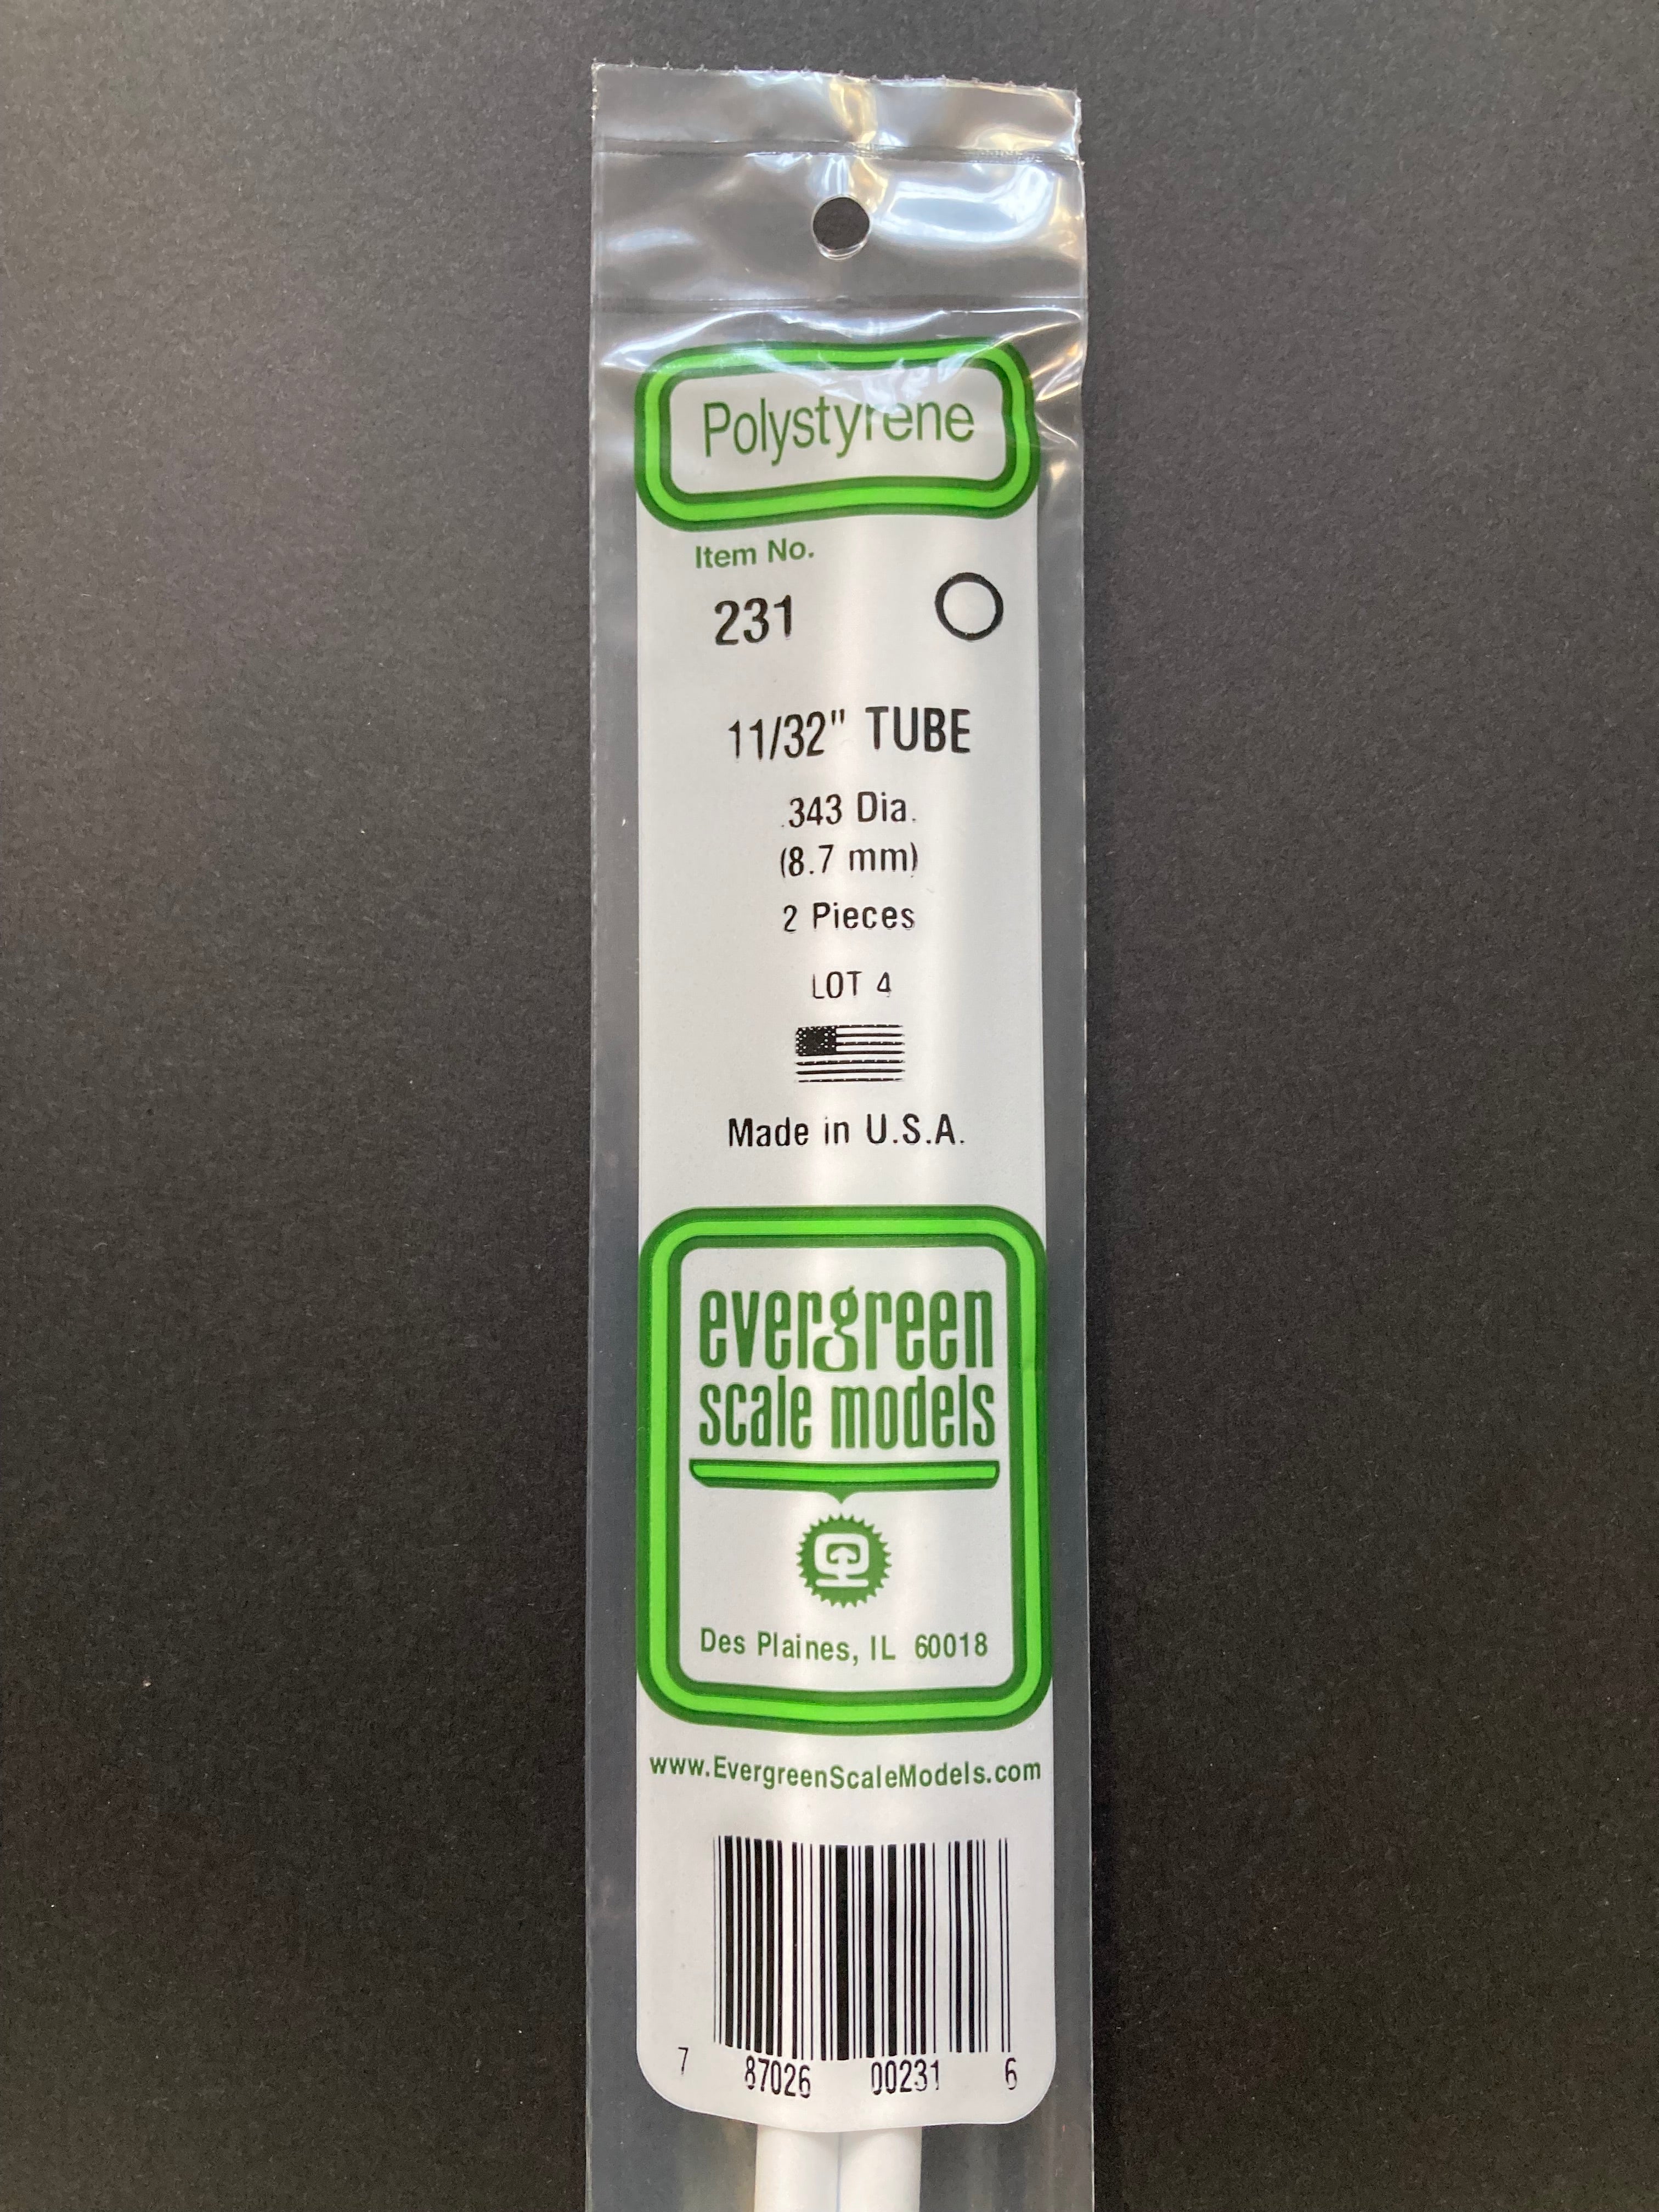 Polystyrene
Item No.
231
11/32" TUBE
.343 Dia.
(8.7 mm)
2 Pieces
LOT 4
Made in U.S.A.
evergreen
scale models
Des Plaines, IL 60018
www.EvergreenScaleModels.com
7 87026 00231 6